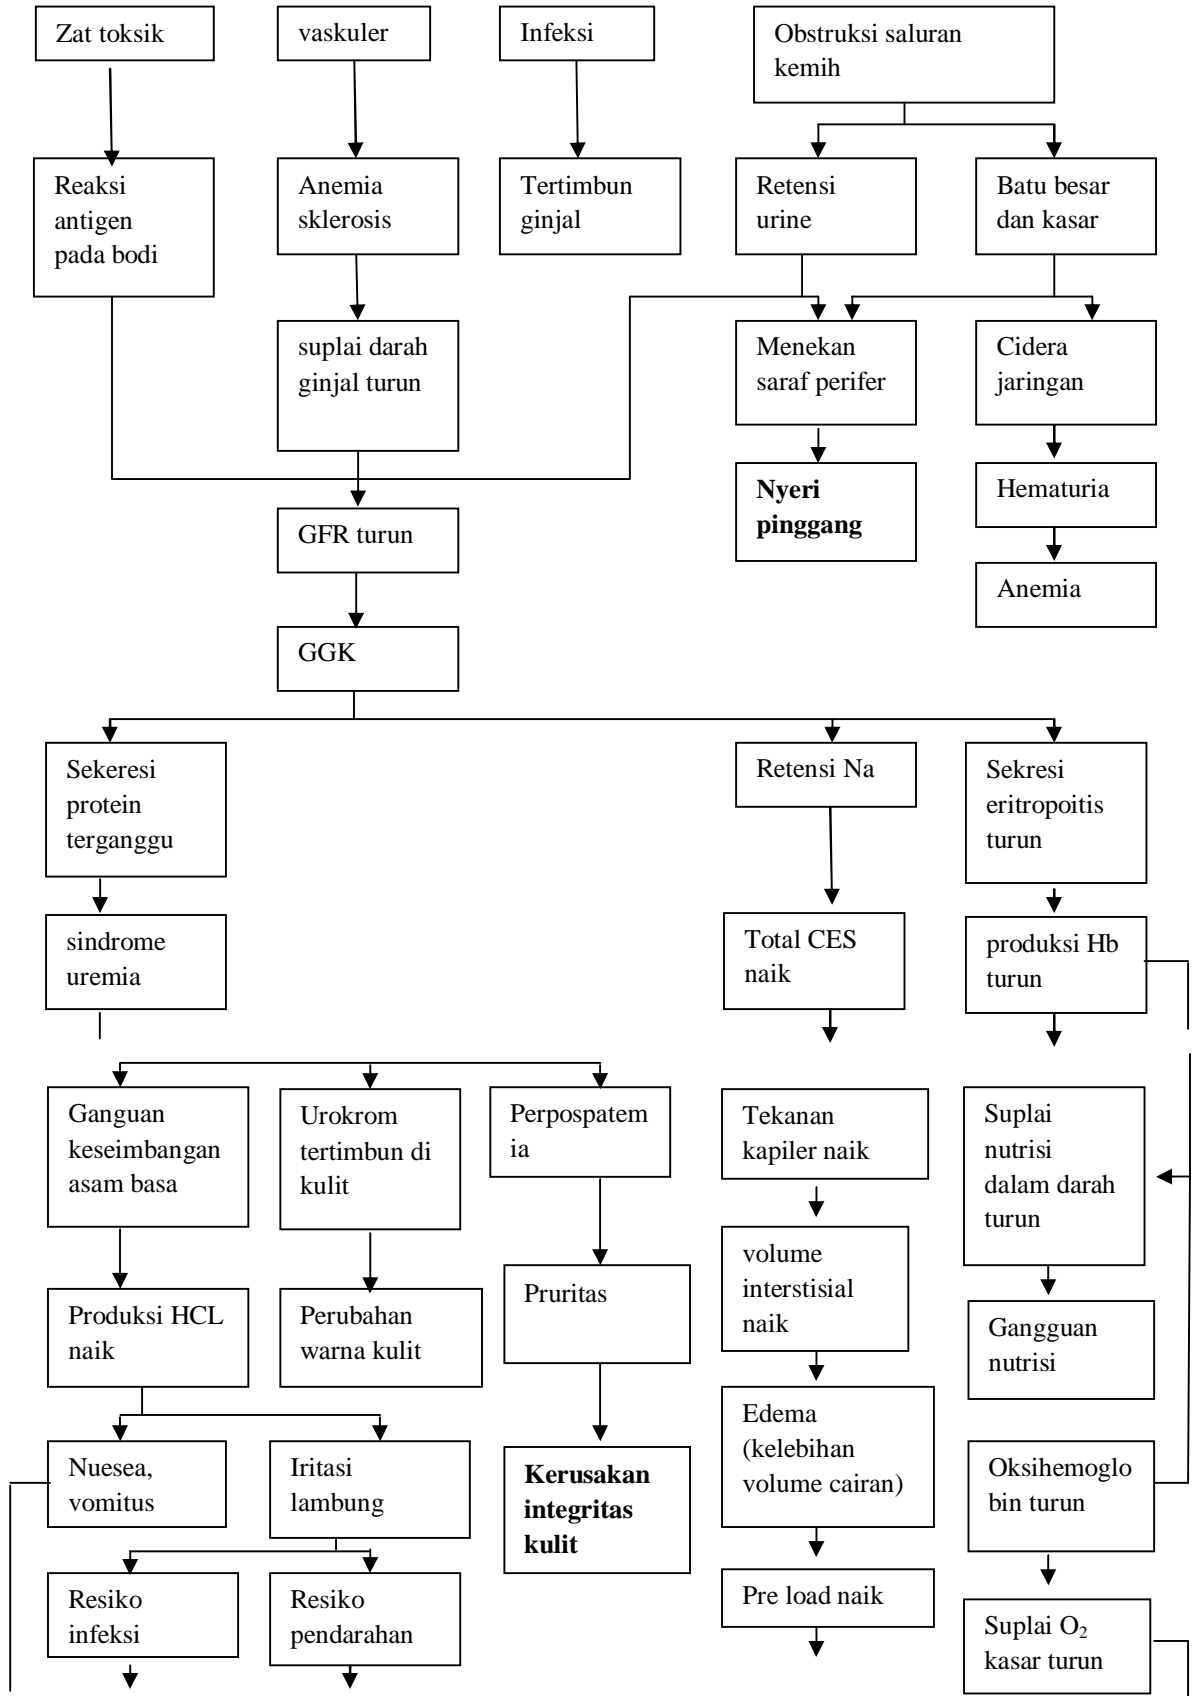 Zat toksik
vaskuler
Infeksi
Obstruksi saluran
kemih
Reaksi
antigen
pada bodi
Anemia
sklerosis
Tertimbun
ginjal
Retensi
urine
Batu besar
dan kasar
suplai darah
ginjal turun
Menekan
saraf perifer
Cidera
jaringan
Nyeri
pinggang
Hematuria
GFR turun
Anemia
GGK
Sekeresi
protein
terganggu
Retensi Na
Sekresi
eritropoitis
turun
sindrome
uremia
Total CES
naik
produksi Hb
turun
Ganguan
keseimbangan
asam basa
Urokrom
tertimbun di
kulit
Perpospatem
ia
Tekanan
kapiler naik
Suplai
nutrisi
dalam darah
turun
volume
interstisial
naik
Produksi HCL
naik
Perubahan
warna kulit
Pruritas
Gangguan
nutrisi
Edema
(kelebihan
volume cairan)
Nuesea,
vomitus
Iritasi
lambung
Kerusakan
integritas
kulit
Oksihemoglo
bin turun
Resiko
infeksi
Resiko
pendarahan
Pre load naik
Suplai O₂
kasar turun